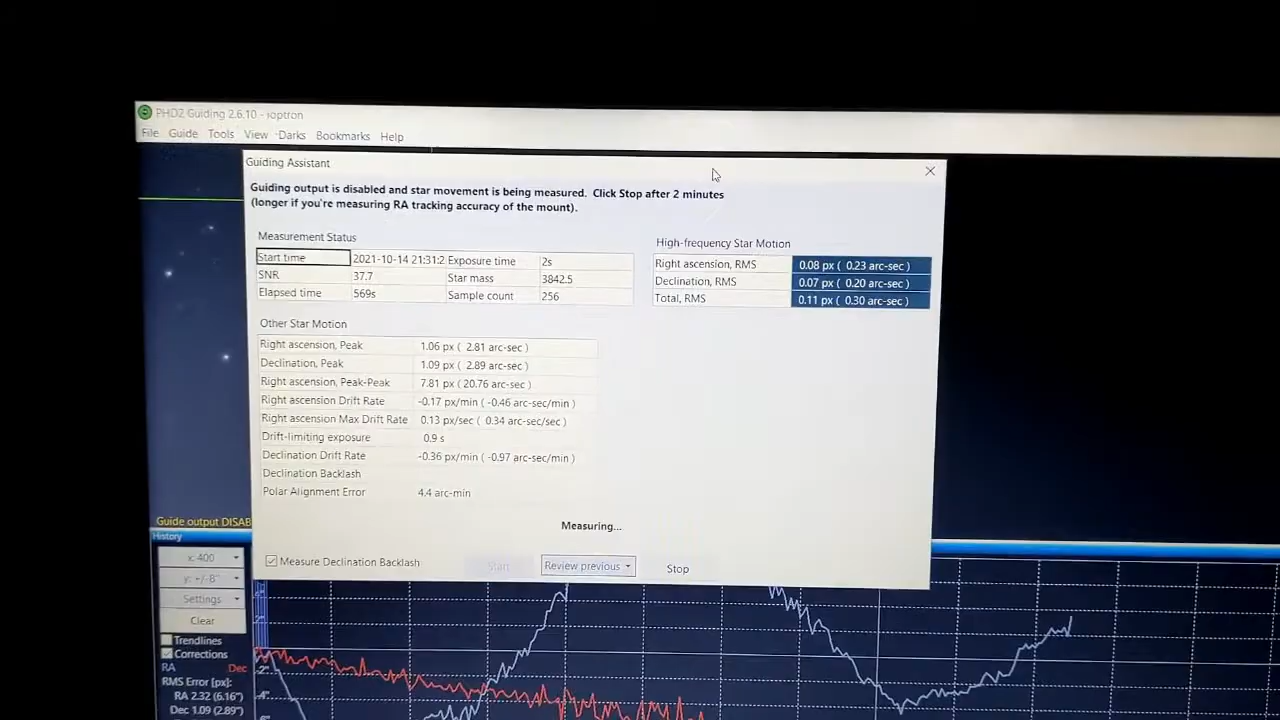 PHD2 Guiding 2.6.10 - ioptron
File Guide Tools View Darks Bookmarks Help
Guiding Assistant
Guiding output is disabled and star movement is being measured. Click Stop after 2 minutes
(longer if you're measuring RA tracking accuracy of the mount).
Measurement Status
Start time 2021-10-14 21:31:2 Exposure time 2s
SNR 37.7 Star mass 3842.5
Elapsed time 569s Sample count 256
High-frequency Star Motion
Right ascension, RMS 0.08 px ( 0.23 arc-sec )
Declination, RMS 0.07 px ( 0.20 arc-sec )
Total, RMS 0.11 px ( 0.30 arc-sec )
Other Star Motion
Right ascension, Peak 1.06 px ( 2.81 arc-sec )
Declination, Peak 1.09 px ( 2.89 arc-sec )
Right ascension, Peak-Peak 7.81 px ( 20.76 arc-sec )
Right ascension Drift Rate -0.17 px/min ( -0.46 arc-sec/min )
Right ascension Max Drift Rate 0.13 px/sec ( 0.34 arc-sec/sec )
Drift-limiting exposure 0.9 s
Declination Drift Rate -0.36 px/min ( -0.97 arc-sec/min )
Declination Backlash
Polar Alignment Error 4.4 arc-min
Measuring...
Measure Declination Backlash Start Review previous Stop
Guide output DISAB
History
x: 400
y: +/-8"
Settings
Clear
Trendlines
Corrections
RA Dec
RMS Error [px]:
RA 2.32 (6.16")
Dec 1.09 (2.89")